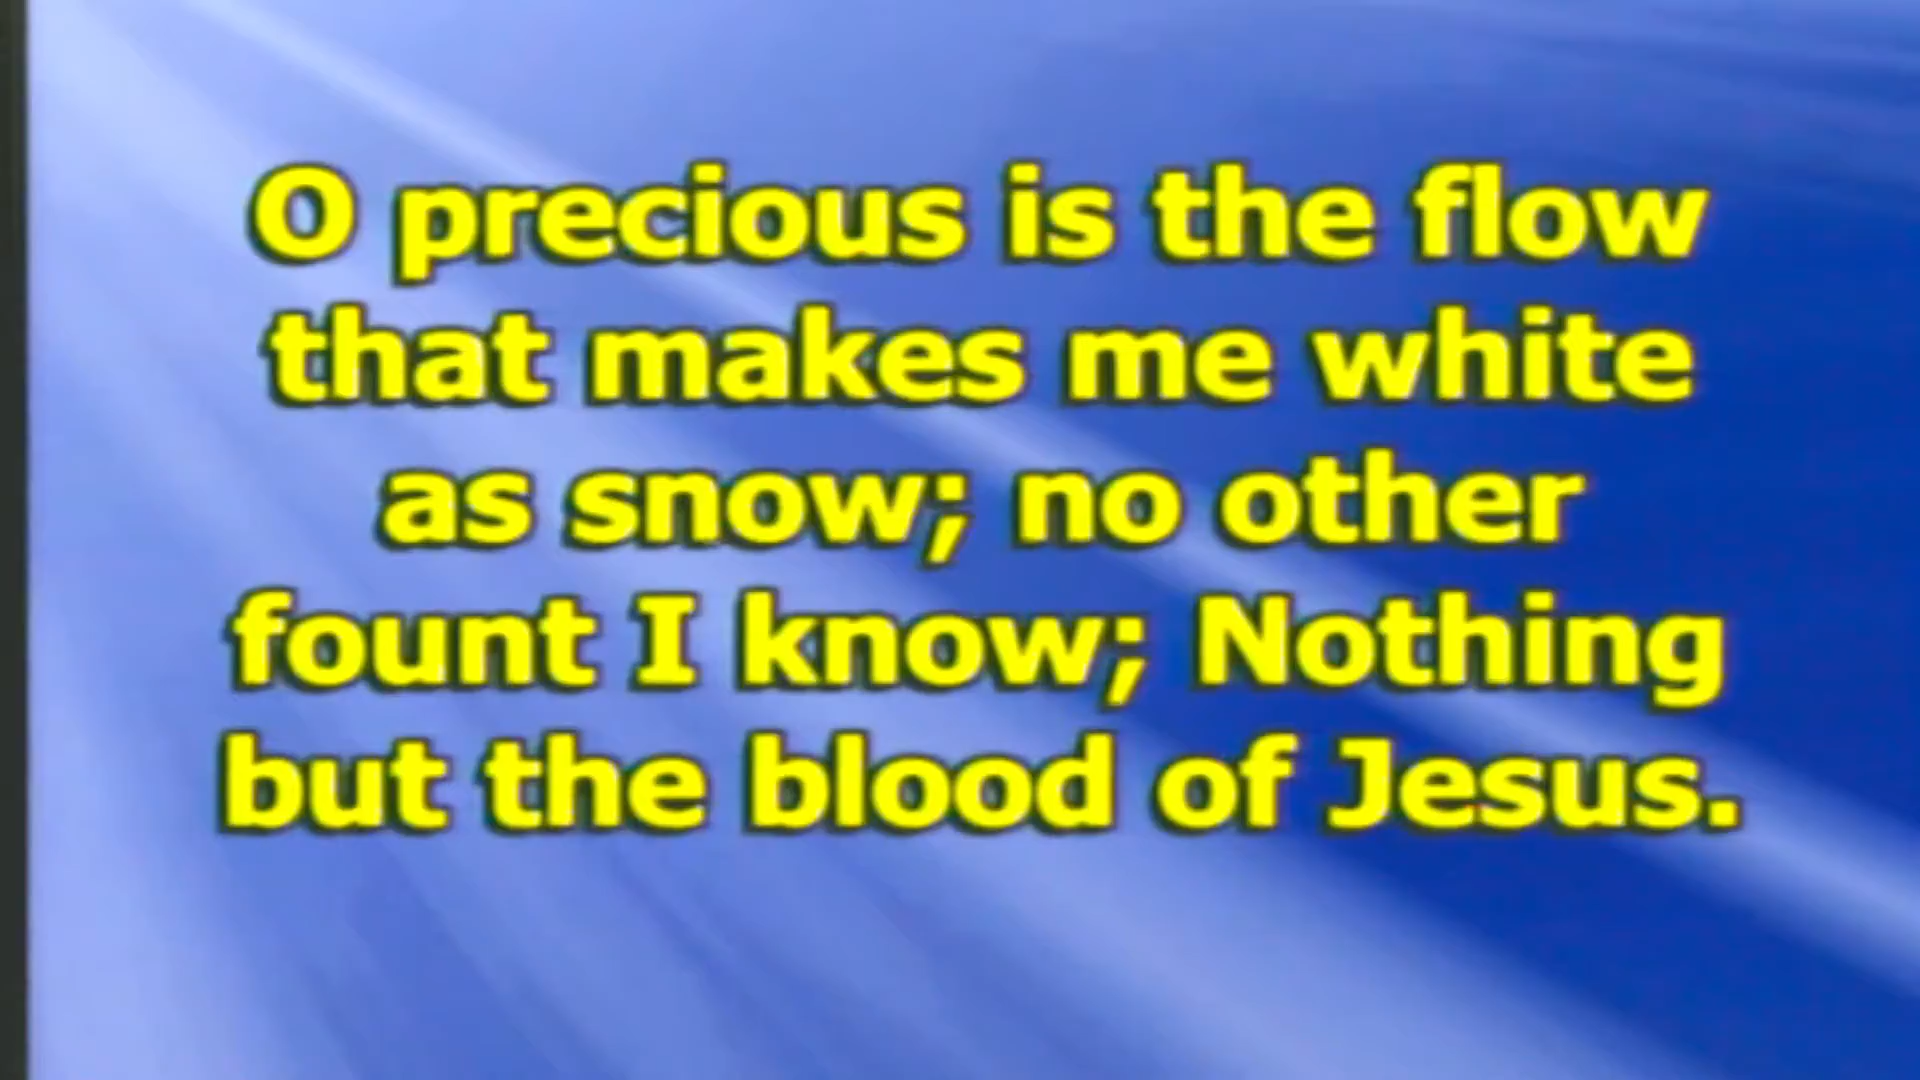 O precious is the flow
that makes me white
as snow; no other
fount I know; Nothing
but the blood of Jesus.